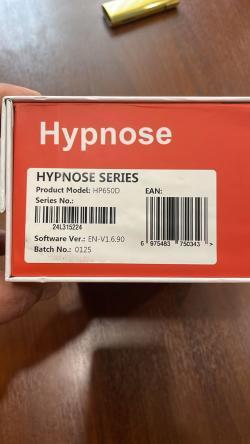 Hypnose
HYPNOSE SERIES
Product Model: HP650D
EAN:
Series No.:
24L315224
6 975483 750343 >
Software Ver.: EN-V1.6.90
Batch No.: 0125